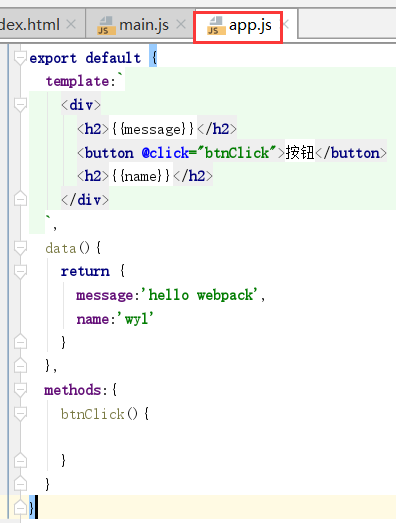 dex.html × main.js × app.js ×
export default {
  template:`
    <div>
      <h2>{{message}}</h2>
      <button @click="btnClick">按钮</button>
      <h2>{{name}}</h2>
    </div>
  `,
  data(){
    return {
      message:'hello webpack',
      name:'wyl'
    }
  },
  methods:{
    btnClick(){
    }
  }
}